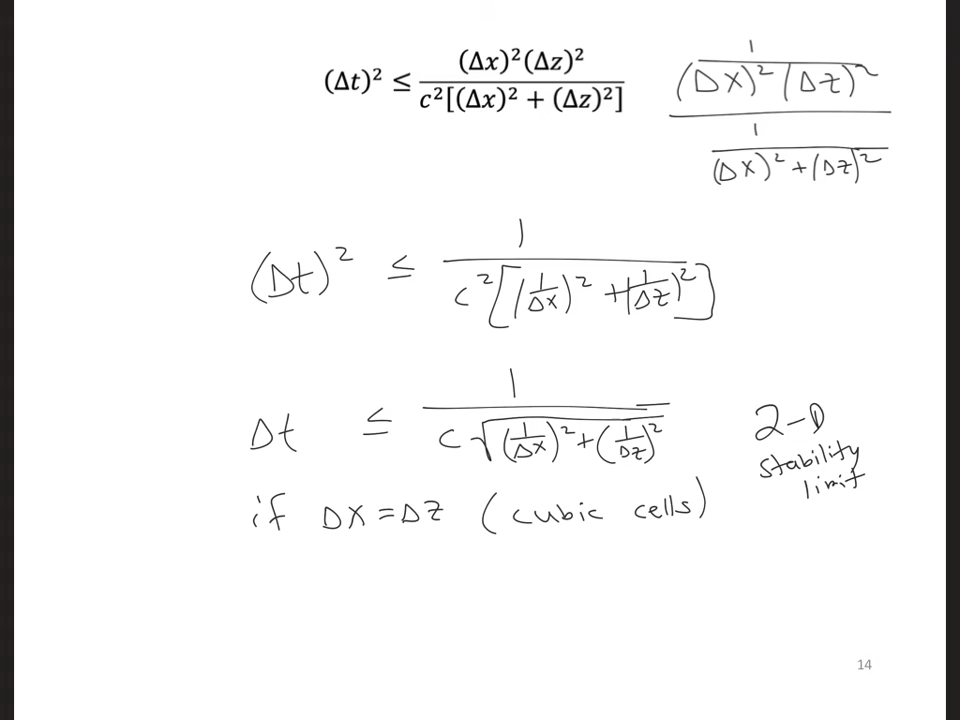 (Δt)² ≤ (Δx)²(Δz)² / c²[(Δx)² + (Δz)²]
1 / (Δx)²(Δz)² / 1 / (Δx)² + (Δz)²
(Δt)² ≤ 1 / c²[(1/Δx)² + (1/Δz)²]
Δt ≤ 1 / c√(1/Δx)² + (1/Δz)²
2-D
stability
limit
if Δx = Δz (cubic cells)
14